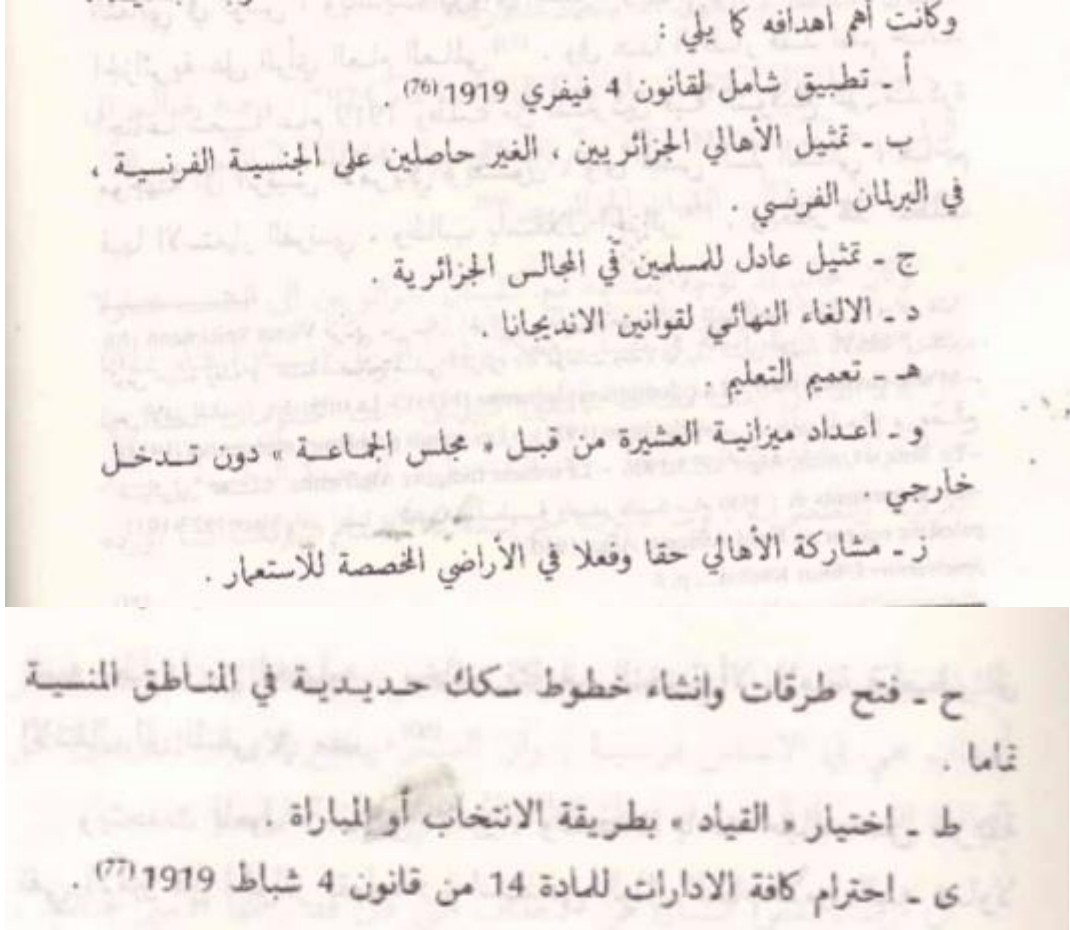 وكانت أهم اهدافه كا يلي :
أ ـ تطبيق شامل لقانون 4 فيفري 1919 (76) .
ب ـ تمثيل الأهالي الجزائريين ، الغير حاصلين على الجنسية الفرنسية ،
في البرلمان الفرنسي .
ج ـ تمثيل عادل للمسلمين في المجالس الجزائرية .
د ـ الالغاء النهائي لقوانين الانديجانا .
هـ ـ تعميم التعليم .
و ـ اعداد ميزانية العشيرة من قبل « مجلس الجماعة » دون تدخل
خارجي .
ز ـ مشاركة الأهالي حقا وفعلا في الأراضي المخصصة للاستعمار .
ح ـ فتح طرقات وانشاء خطوط سكك حديدية في المناطق المنسية
تماما .
ط ـ اختيار « القياد » بطريقة الانتخاب أو المباراة .
ى ـ احترام كافة الادارات للمادة 14 من قانون 4 شباط 1919 (77) .